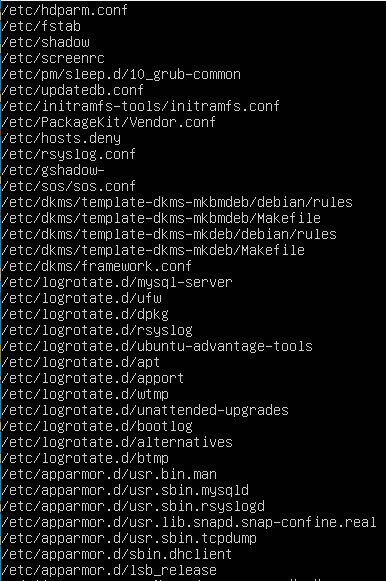 /etc/hdparm.conf
/etc/fstab
/etc/shadow
/etc/screenrc
/etc/pm/sleep.d/10_grub-common
/etc/updatedb.conf
/etc/initramfs-tools/initramfs.conf
/etc/PackageKit/Vendor.conf
/etc/hosts.deny
/etc/rsyslog.conf
/etc/gshadow-
/etc/sos/sos.conf
/etc/dkms/template-dkms-mkbmdeb/debian/rules
/etc/dkms/template-dkms-mkbmdeb/Makefile
/etc/dkms/template-dkms-mkdeb/debian/rules
/etc/dkms/template-dkms-mkdeb/Makefile
/etc/dkms/framework.conf
/etc/logrotate.d/mysql-server
/etc/logrotate.d/ufw
/etc/logrotate.d/dpkg
/etc/logrotate.d/rsyslog
/etc/logrotate.d/ubuntu-advantage-tools
/etc/logrotate.d/apt
/etc/logrotate.d/apport
/etc/logrotate.d/wtmp
/etc/logrotate.d/unattended-upgrades
/etc/logrotate.d/bootlog
/etc/logrotate.d/alternatives
/etc/logrotate.d/btmp
/etc/apparmor.d/usr.bin.man
/etc/apparmor.d/usr.sbin.mysqld
/etc/apparmor.d/usr.sbin.rsyslogd
/etc/apparmor.d/usr.lib.snapd.snap-confine.real
/etc/apparmor.d/usr.sbin.tcpdump
/etc/apparmor.d/sbin.dhclient
/etc/apparmor.d/lsb_release